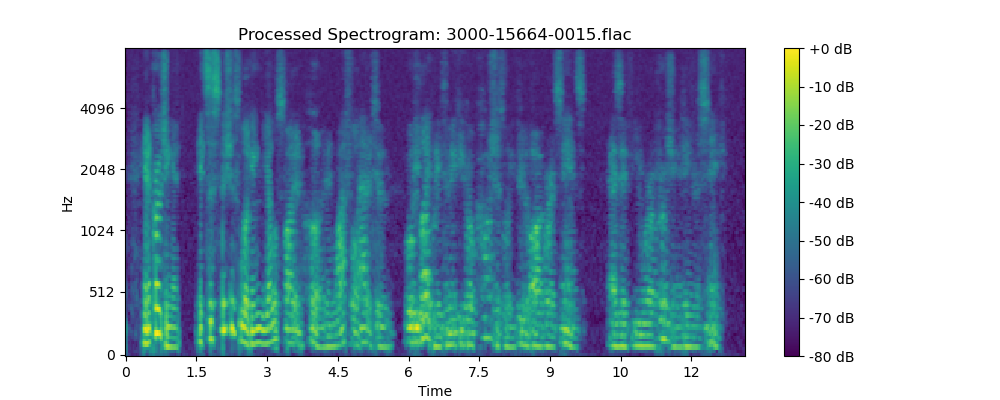 Processed Spectrogram: 3000-15664-0015.flac
Hz
4096
2048
1024
512
0
0 1.5 3 4.5 6 7.5 9 10 12
Time
+0 dB
-10 dB
-20 dB
-30 dB
-40 dB
-50 dB
-60 dB
-70 dB
-80 dB